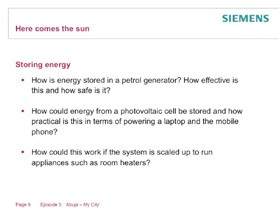 SIEMENS
Here comes the sun
Storing energy
• How is energy stored in a petrol generator? How effective is
this and how safe is it?
• How could energy from a photovoltaic cell be stored and how
practical is this in terms of powering a laptop and the mobile
phone?
• How could this work if the system is scaled up to run
appliances such as room heaters?
Page 9 Episode 5: Abuja – My City